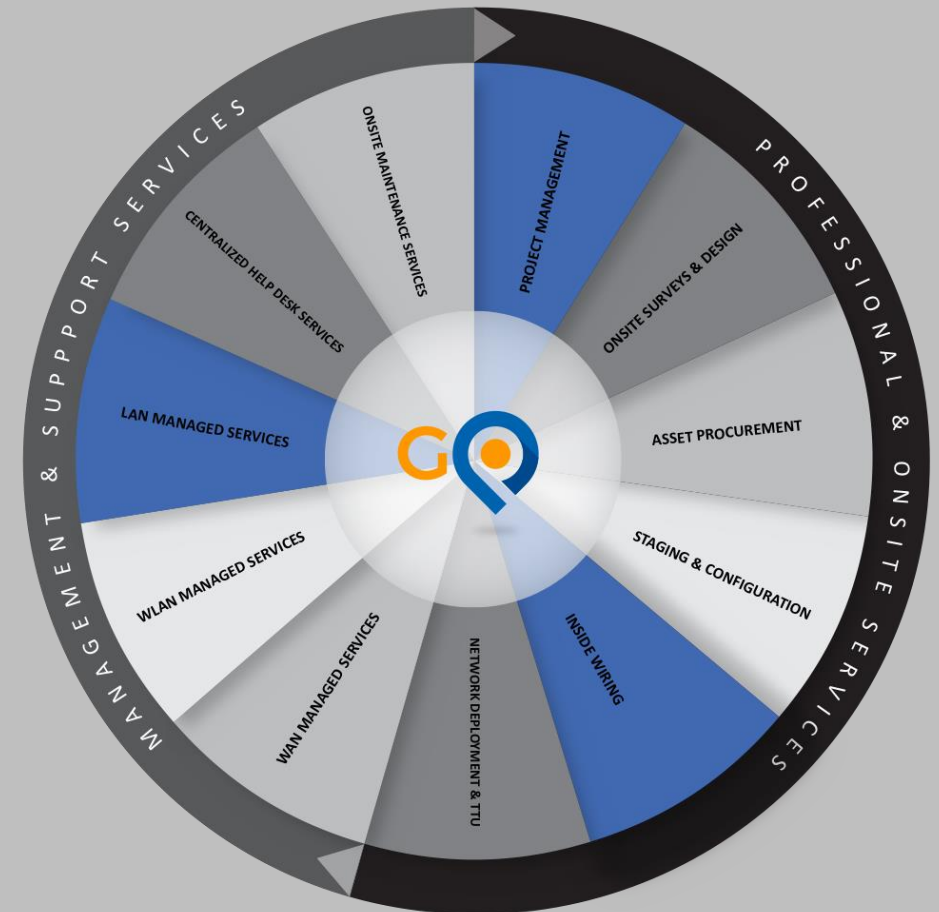 PROFESSIONAL & ONSITE SERVICES
PROJECT MANAGEMENT
ONSITE SURVEYS & DESIGN
ASSET PROCUREMENT
STAGING & CONFIGURATION
INSIDE WIRING
NETWORK DEPLOYMENT & TTU
MANAGEMENT & SUPPPORT SERVICES
WAN MANAGED SERVICES
WLAN MANAGED SERVICES
LAN MANAGED SERVICES
CENTRALIZED HELP DESK SERVICES
ONSITE MAINTENANCE SERVICES
G